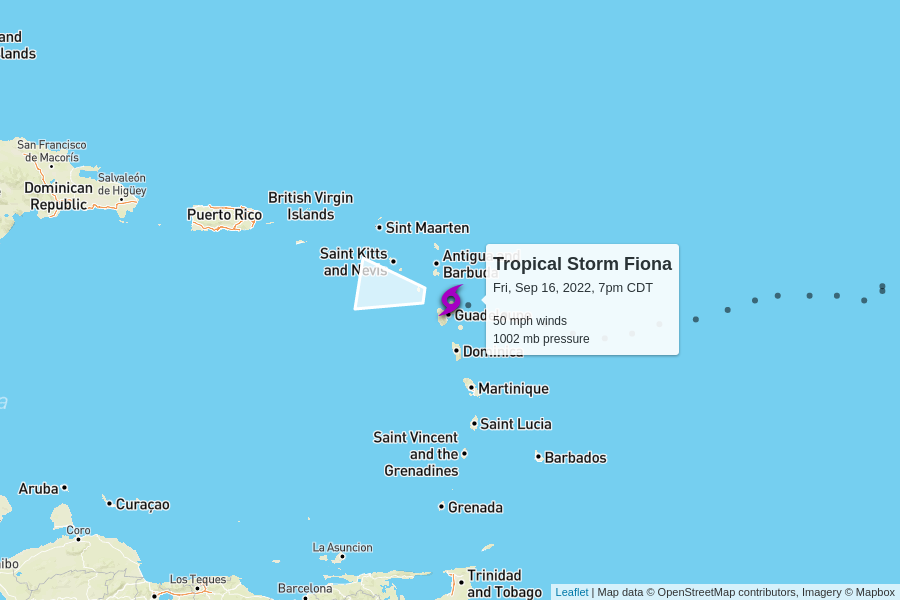 and
lands
San Francisco
de Macorís
Salvaleón
de Higüey
Dominican
Republic
Puerto Rico
British Virgin
Islands
Sint Maarten
Saint Kitts
and Nevis
Antigua and
Barbuda
Tropical Storm Fiona
Fri, Sep 16, 2022, 7pm CDT
50 mph winds
1002 mb pressure
Guadeloupe
Dominica
Martinique
a
Saint Lucia
Saint Vincent
and the
Grenadines
Barbados
Aruba
Curaçao
Grenada
Coro
La Asuncion
ibo
Los Teques
Barcelona
Trinidad
and Tobago
Leaflet | Map data © OpenStreetMap contributors, Imagery © Mapbox